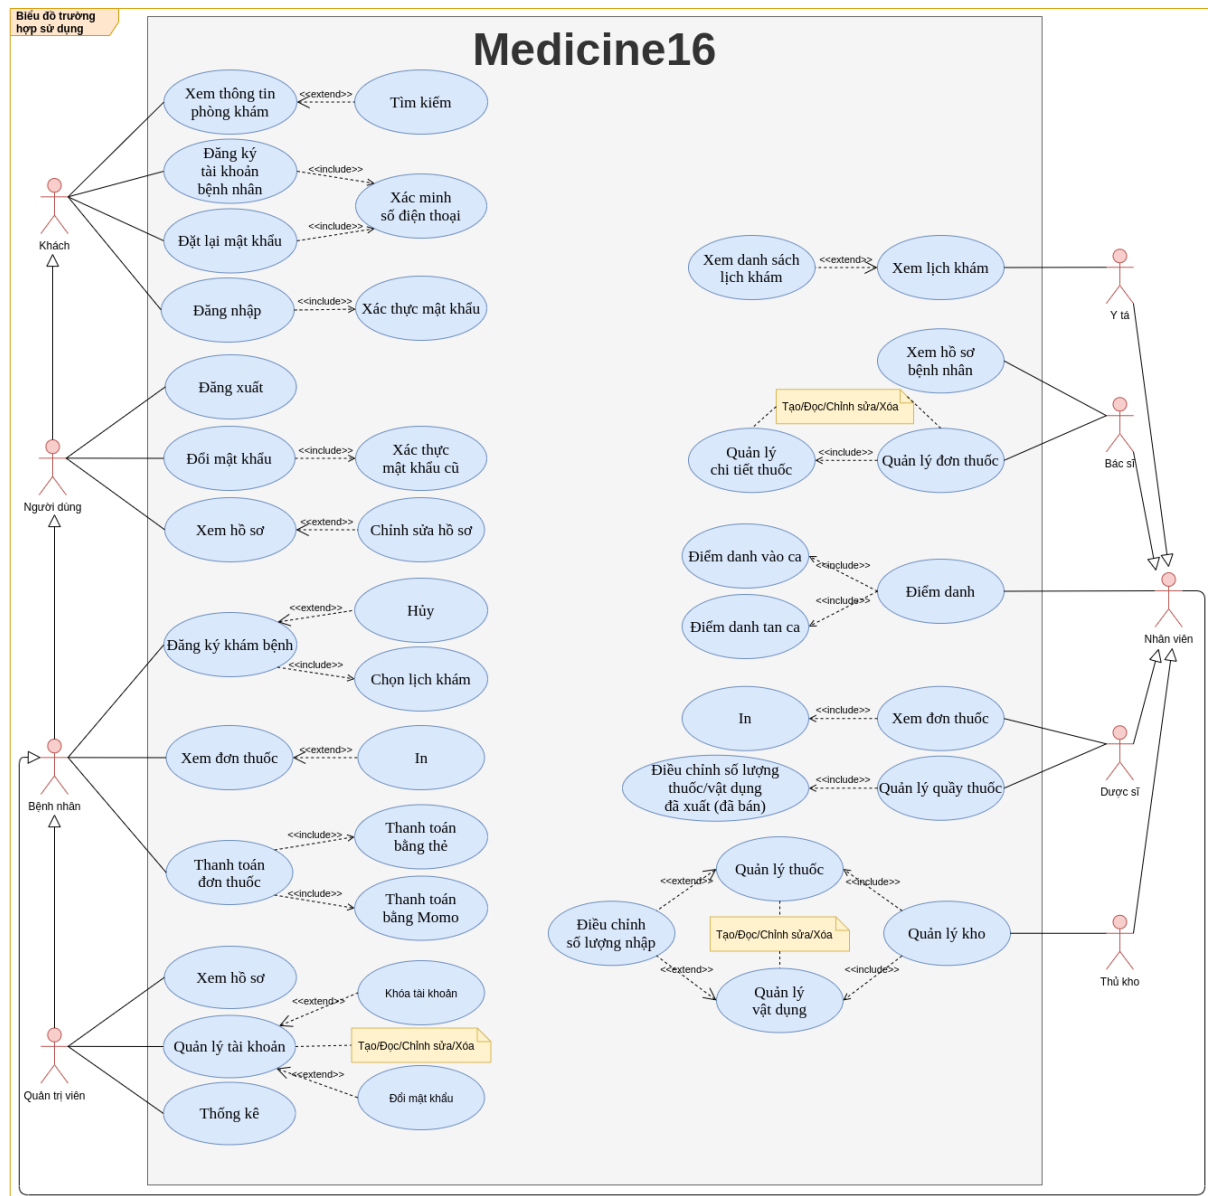 Biểu đồ trường
hợp sử dụng
Medicine16
Xem thông tin
phòng khám
<<extend>>
Tìm kiếm
Đăng ký
tài khoản
bệnh nhân
<<include>>
Xác minh
số điện thoại
Đặt lại mật khẩu
<<include>>
Khách
Đăng nhập
<<include>>
Xác thực mật khẩu
Đăng xuất
Đổi mật khẩu
<<include>>
Xác thực
mật khẩu cũ
Người dùng
Xem hồ sơ
<<extend>>
Chỉnh sửa hồ sơ
Đăng ký khám bệnh
<<extend>>
Hủy
<<include>>
Chọn lịch khám
Xem đơn thuốc
<<extend>>
In
Bệnh nhân
Thanh toán
đơn thuốc
<<include>>
Thanh toán
bằng thẻ
<<include>>
Thanh toán
bằng Momo
Xem hồ sơ
Quản lý tài khoản
<<extend>>
Khóa tài khoản
Tạo/Đọc/Chỉnh sửa/Xóa
<<extend>>
Đổi mật khẩu
Quản trị viên
Thống kê
Xem danh sách
lịch khám
<<extend>>
Xem lịch khám
Y tá
Xem hồ sơ
bệnh nhân
Tạo/Đọc/Chỉnh sửa/Xóa
Quản lý
chi tiết thuốc
<<include>>
Quản lý đơn thuốc
Bác sĩ
Điểm danh vào ca
<<include>>
Điểm danh
<<include>>
Điểm danh tan ca
Nhân viên
In
<<include>>
Xem đơn thuốc
Điều chỉnh số lượng
thuốc/vật dụng
đã xuất (đã bán)
<<include>>
Quản lý quầy thuốc
Dược sĩ
Quản lý thuốc
<<extend>>
<<include>>
Điều chỉnh
số lượng nhập
Tạo/Đọc/Chỉnh sửa/Xóa
Quản lý kho
<<extend>>
<<include>>
Quản lý
vật dụng
Thủ kho